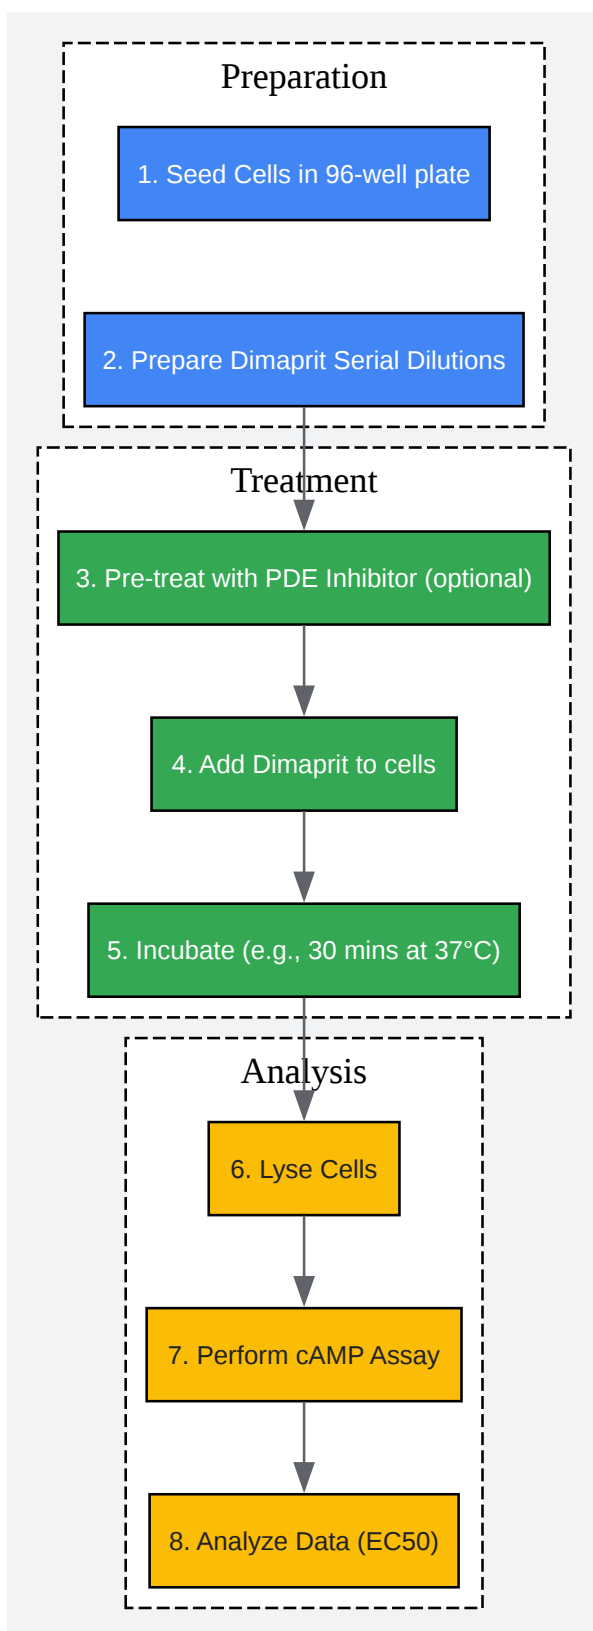 Preparation
1. Seed Cells in 96-well plate
2. Prepare Dimaprit Serial Dilutions
Treatment
3. Pre-treat with PDE Inhibitor (optional)
4. Add Dimaprit to cells
5. Incubate (e.g., 30 mins at 37°C)
Analysis
6. Lyse Cells
7. Perform cAMP Assay
8. Analyze Data (EC50)